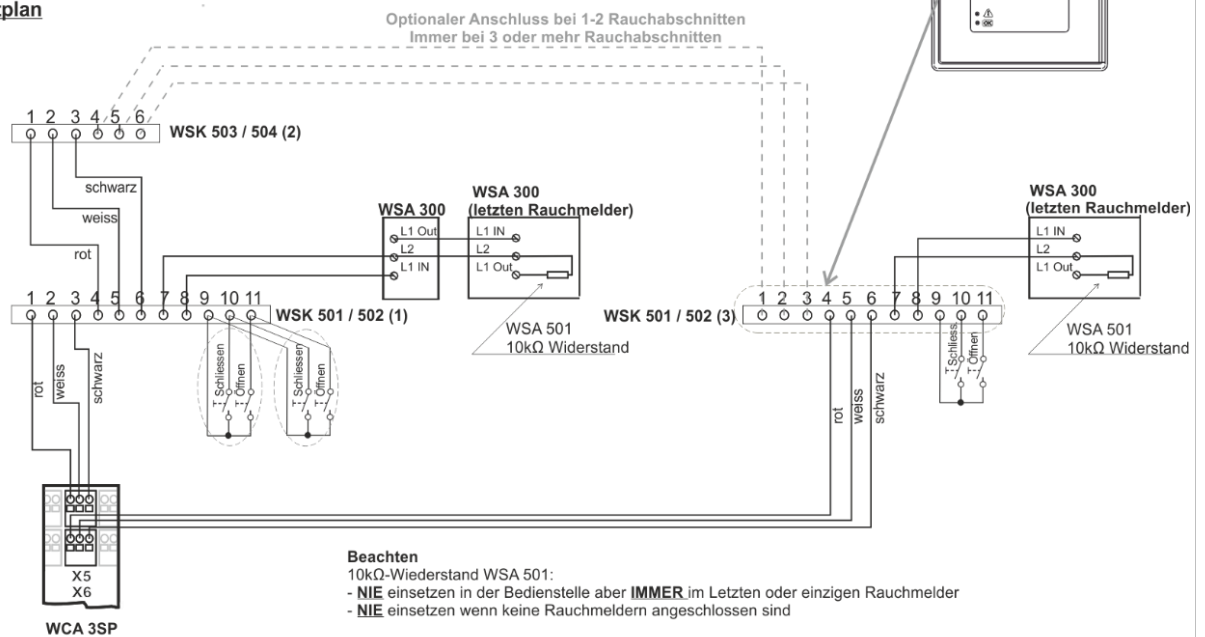 plan
Optionaler Anschluss bei 1-2 Rauchabschnitten
Immer bei 3 oder mehr Rauchabschnitten
OK
1 2 3 4 5 6
WSK 503 / 504 (2)
schwarz
weiss
rot
WSA 300
L1 Out
L2
L1 IN
WSA 300
(letzten Rauchmelder)
L1 IN
L2
L1 Out
WSA 501
10kΩ Widerstand
WSA 300
(letzten Rauchmelder)
L1 IN
L2
L1 Out
WSA 501
10kΩ Widerstand
1 2 3 4 5 6 7 8 9 10 11
WSK 501 / 502 (1)
rot
weiss
schwarz
Schliessen
Öffnen
Schliessen
Öffnen
WSK 501 / 502 (3)
1 2 3 4 5 6 7 8 9 10 11
rot
weiss
schwarz
Schliess.
Öffnen
X5
X6
WCA 3SP
Beachten
10kΩ-Wiederstand WSA 501:
- NIE einsetzen in der Bedienstelle aber IMMER im Letzten oder einzigen Rauchmelder
- NIE einsetzen wenn keine Rauchmeldern angeschlossen sind